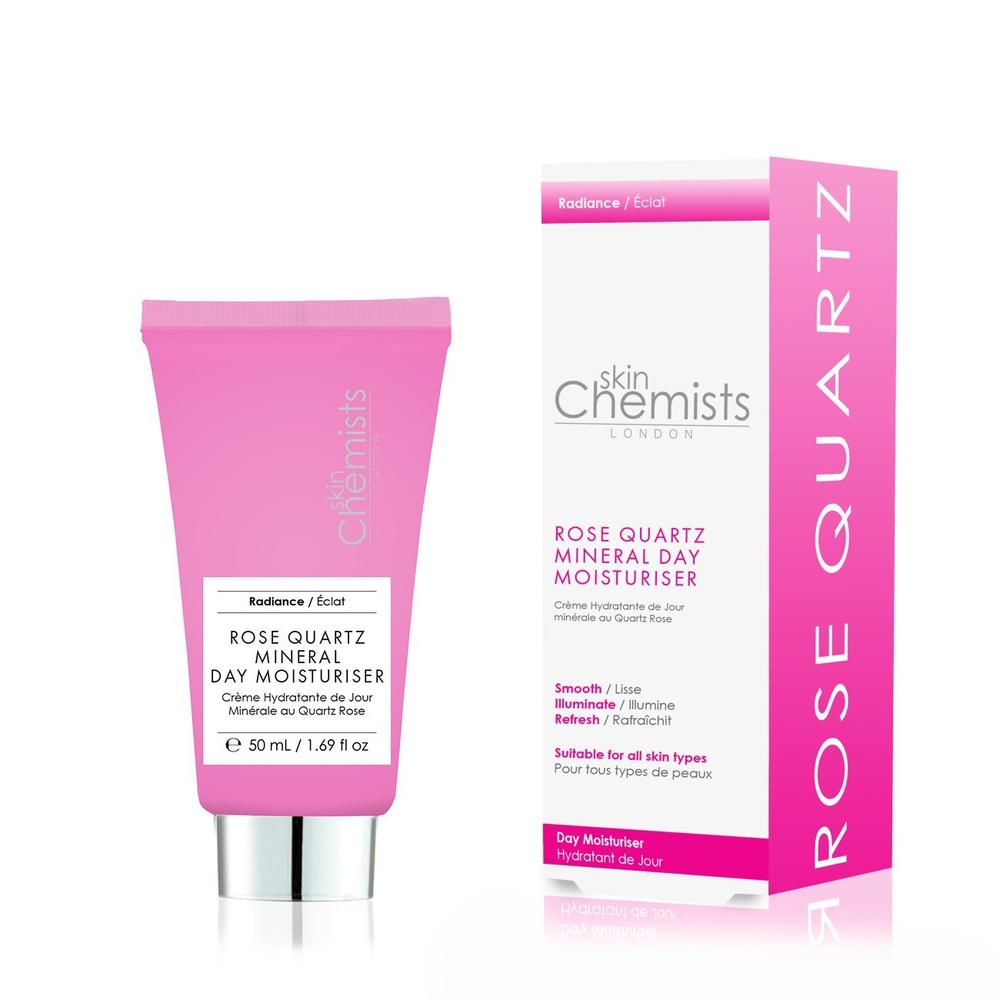 skin
Chemists
LONDON
Radiance / Éclat
ROSE QUARTZ
MINERAL
DAY MOISTURISER
Crème Hydratante de Jour
Minérale au Quartz Rose
℮ 50 mL / 1.69 fl oz
Radiance / Éclat
skin
Chemists
LONDON
ROSE QUARTZ
MINERAL DAY
MOISTURISER
Crème Hydratante de Jour
minérale au Quartz Rose
Smooth / Lisse
Illuminate / Illumine
Refresh / Rafraîchit
Suitable for all skin types
Pour tous types de peaux
Day Moisturiser
Hydratant de Jour
ROSE QUARTZ